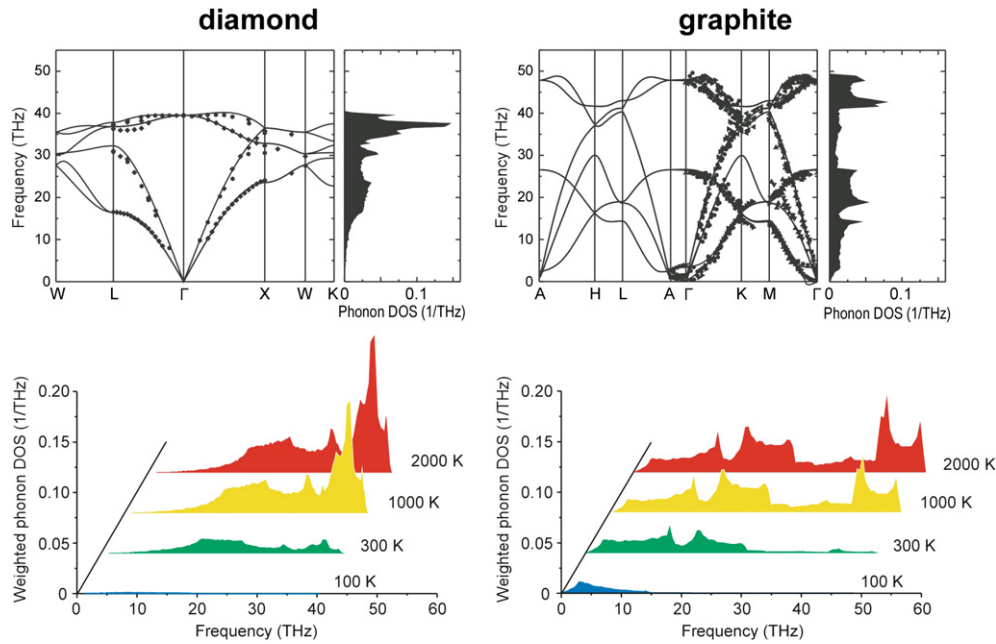 diamond
graphite
Frequency (THz)
50
40
30
20
10
0
W L Γ X W K
0 0.1
Phonon DOS (1/THz)
Frequency (THz)
50
40
30
20
10
0
A H L A Γ K M Γ
0 0.1
Phonon DOS (1/THz)
Weighted phonon DOS (1/THz)
0.20
0.15
0.10
0.05
0
2000 K
1000 K
300 K
100 K
0 10 20 30 40 50 60
Frequency (THz)
Weighted phonon DOS (1/THz)
0.20
0.15
0.10
0.05
0
2000 K
1000 K
300 K
100 K
0 10 20 30 40 50 60
Frequency (THz)